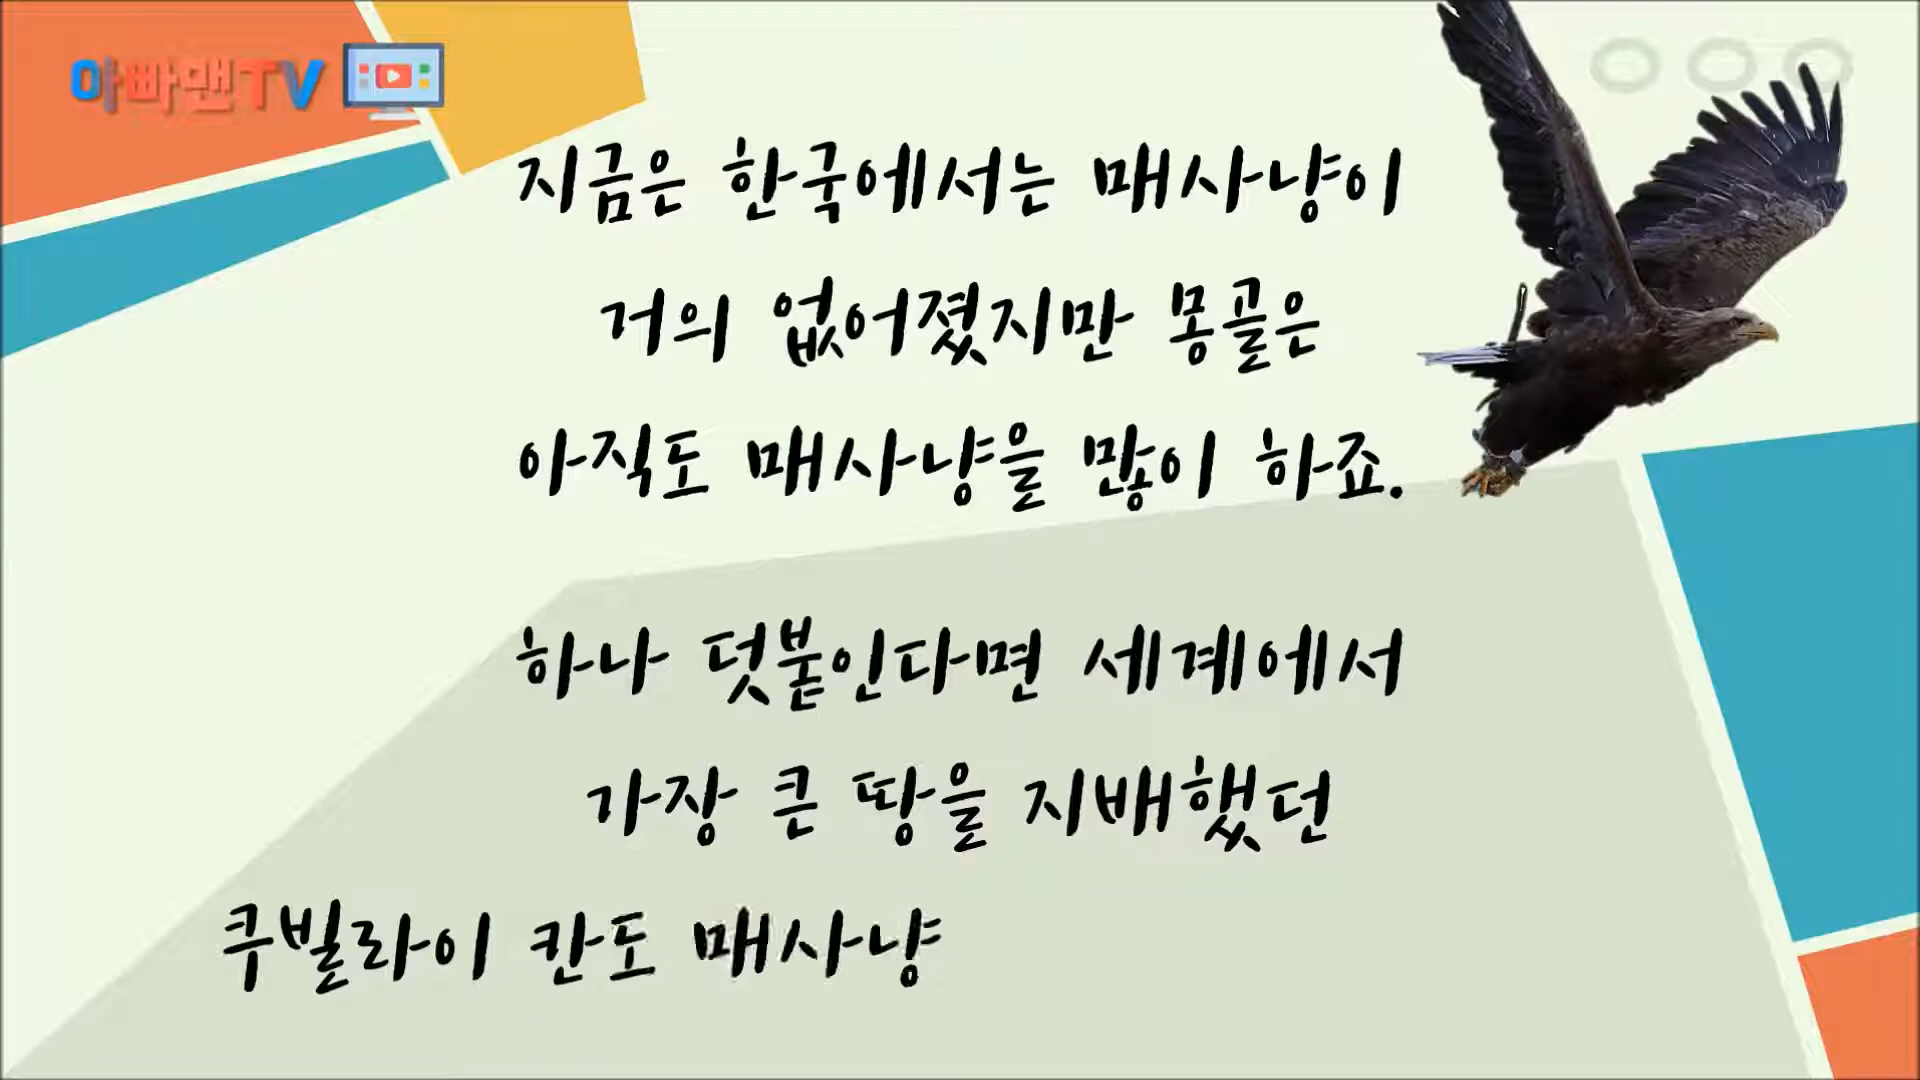 아빠맨TV
지금은 한국에서는 매사냥이
거의 없어졌지만 몽골은
아직도 매사냥을 많이 하죠.
하나 덧붙인다면 세계에서
가장 큰 땅을 지배했던
쿠빌라이 칸도 매사냥